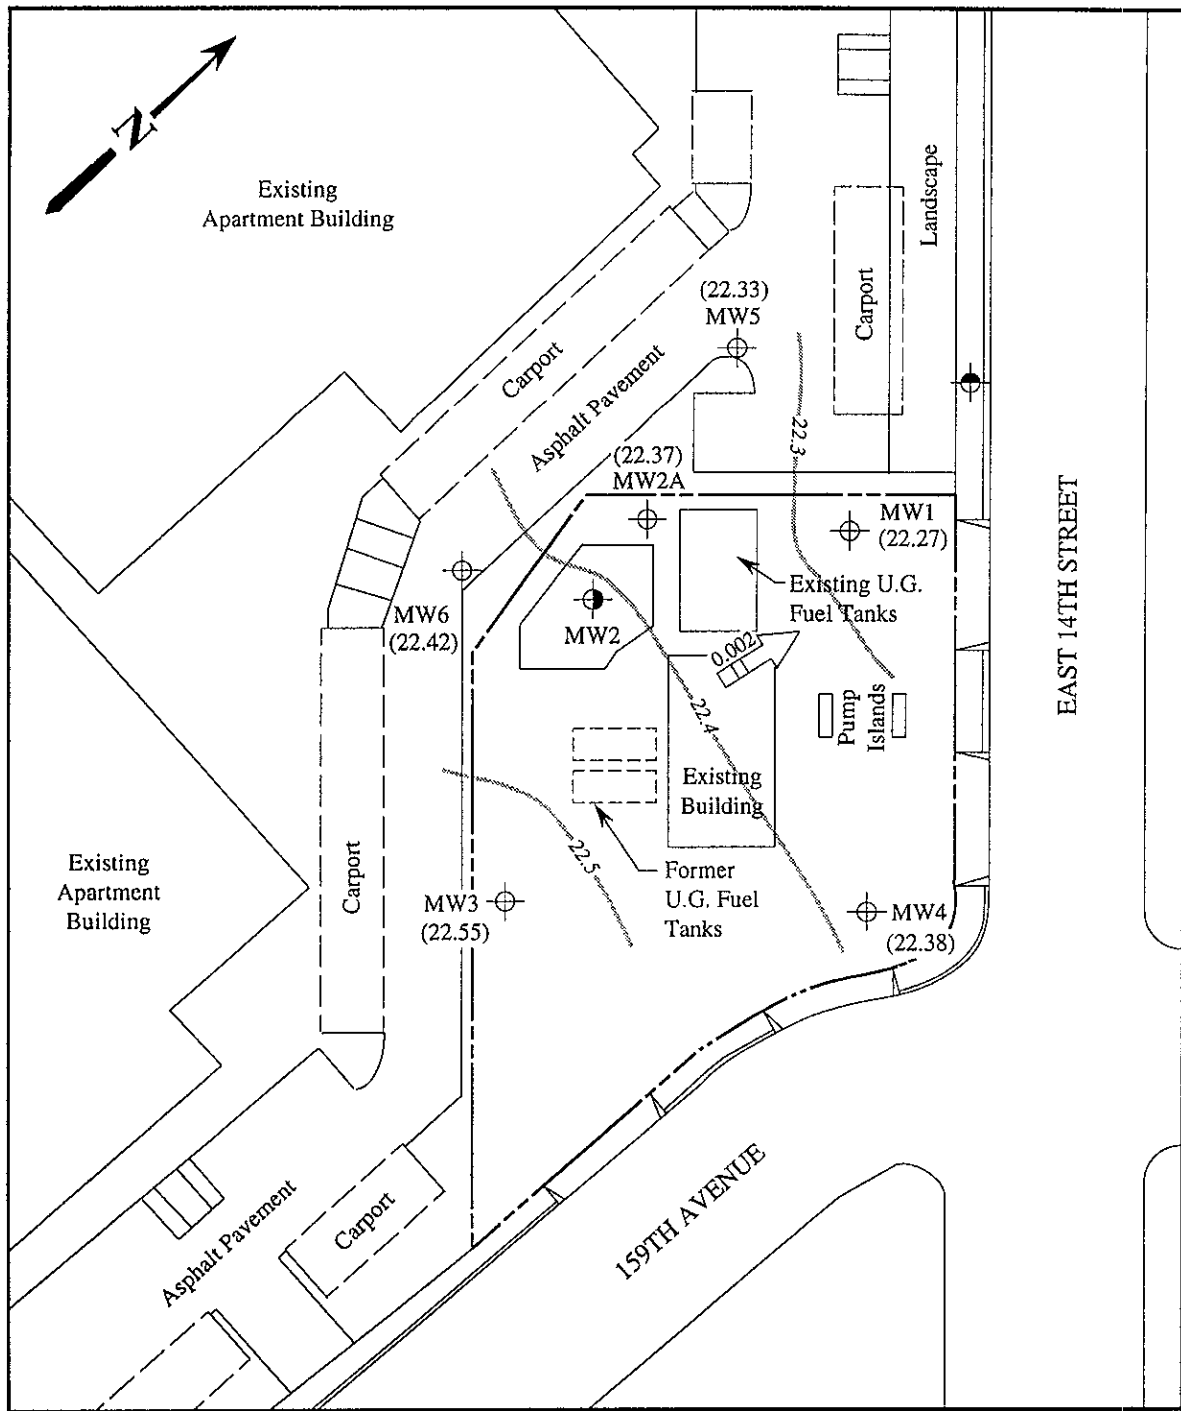 N
Existing
Apartment Building
Landscape
Carport
(22.33)
MW5
Carport
Asphalt Pavement
22.3
(22.37)
MW2A
MW1
(22.27)
EAST 14TH STREET
Existing U.G.
Fuel Tanks
MW6
(22.42)
MW2
0.002
22.4
Pump
Islands
Existing
Building
22.5
Existing
Apartment
Building
Carport
Former
U.G. Fuel
Tanks
MW3
(22.55)
MW4
(22.38)
159TH AVENUE
Asphalt Pavement
Carport